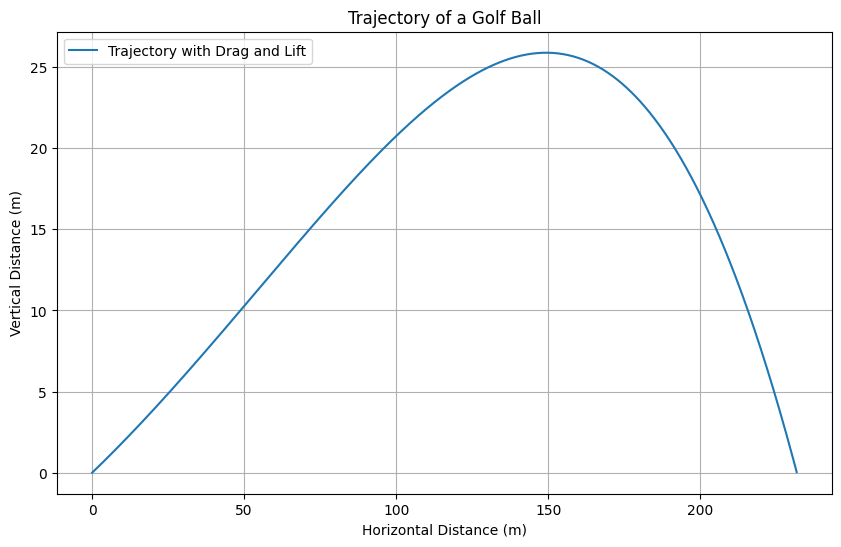 Trajectory of a Golf Ball
Trajectory with Drag and Lift
25
20
15
10
5
0
Vertical Distance (m)
0 50 100 150 200
Horizontal Distance (m)